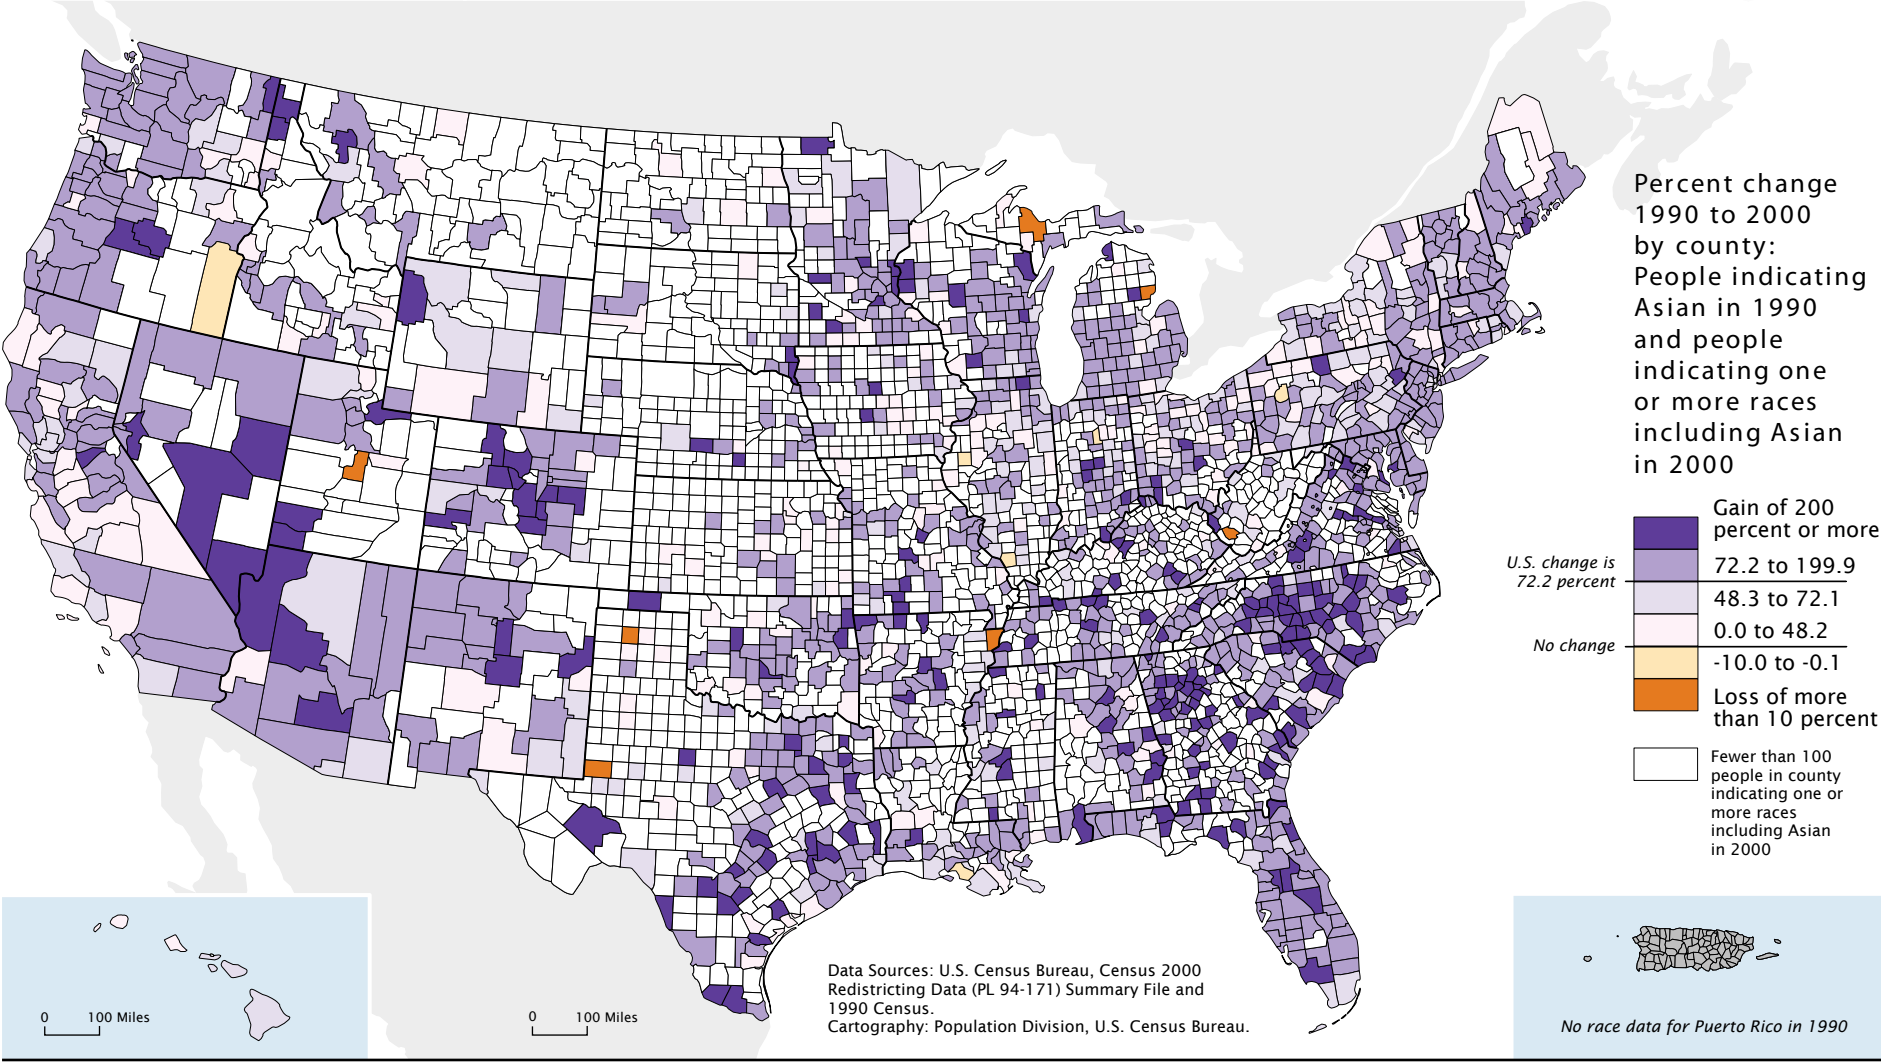 Percent change
1990 to 2000
by county:
People indicating
Asian in 1990
and people
indicating one
or more races
including Asian
in 2000
Gain of 200
percent or more
U.S. change is
72.2 percent
72.2 to 199.9
48.3 to 72.1
0.0 to 48.2
No change
-10.0 to -0.1
Loss of more
than 10 percent
Fewer than 100
people in county
indicating one or
more races
including Asian
in 2000
Data Sources: U.S. Census Bureau, Census 2000
Redistricting Data (PL 94-171) Summary File and
1990 Census.
Cartography: Population Division, U.S. Census Bureau.
0 100 Miles
0 100 Miles
No race data for Puerto Rico in 1990